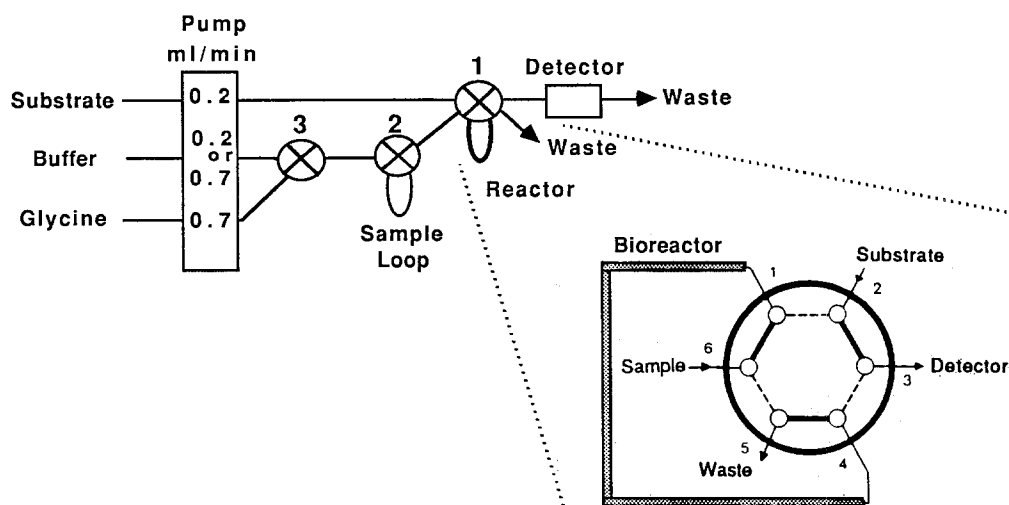 Pump
ml/min
Substrate
0.2
1
Detector
Waste
Waste
Buffer
0.2
or
0.7
3
2
Reactor
Glycine
0.7
Sample
Loop
Bioreactor
Substrate
1
2
Sample
6
3
Detector
5
4
Waste